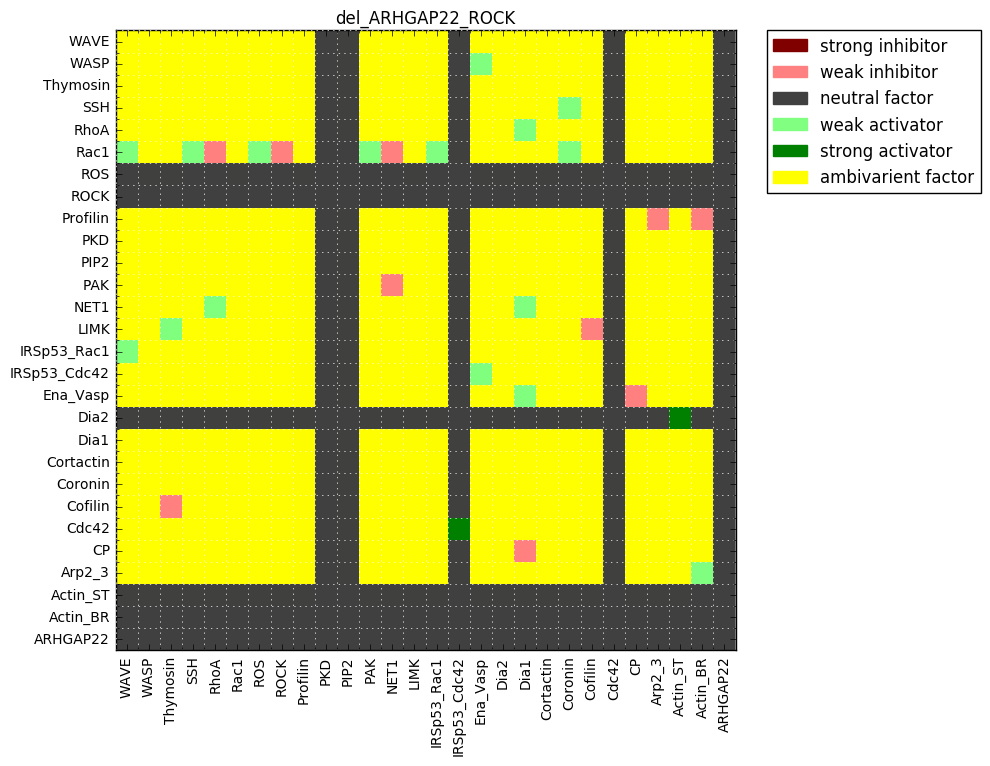 del_ARHGAP22_ROCK
WAVE
WASP
Thymosin
SSH
RhoA
Rac1
ROS
ROCK
Profilin
PKD
PIP2
PAK
NET1
LIMK
IRSp53_Rac1
IRSp53_Cdc42
Ena_Vasp
Dia2
Dia1
Cortactin
Coronin
Cofilin
Cdc42
CP
Arp2_3
Actin_ST
Actin_BR
ARHGAP22
WAVE
WASP
Thymosin
SSH
RhoA
Rac1
ROS
ROCK
Profilin
PKD
PIP2
PAK
NET1
LIMK
IRSp53_Rac1
IRSp53_Cdc42
Ena_Vasp
Dia2
Dia1
Cortactin
Coronin
Cofilin
Cdc42
CP
Arp2_3
Actin_ST
Actin_BR
ARHGAP22
strong inhibitor
weak inhibitor
neutral factor
weak activator
strong activator
ambivarient factor